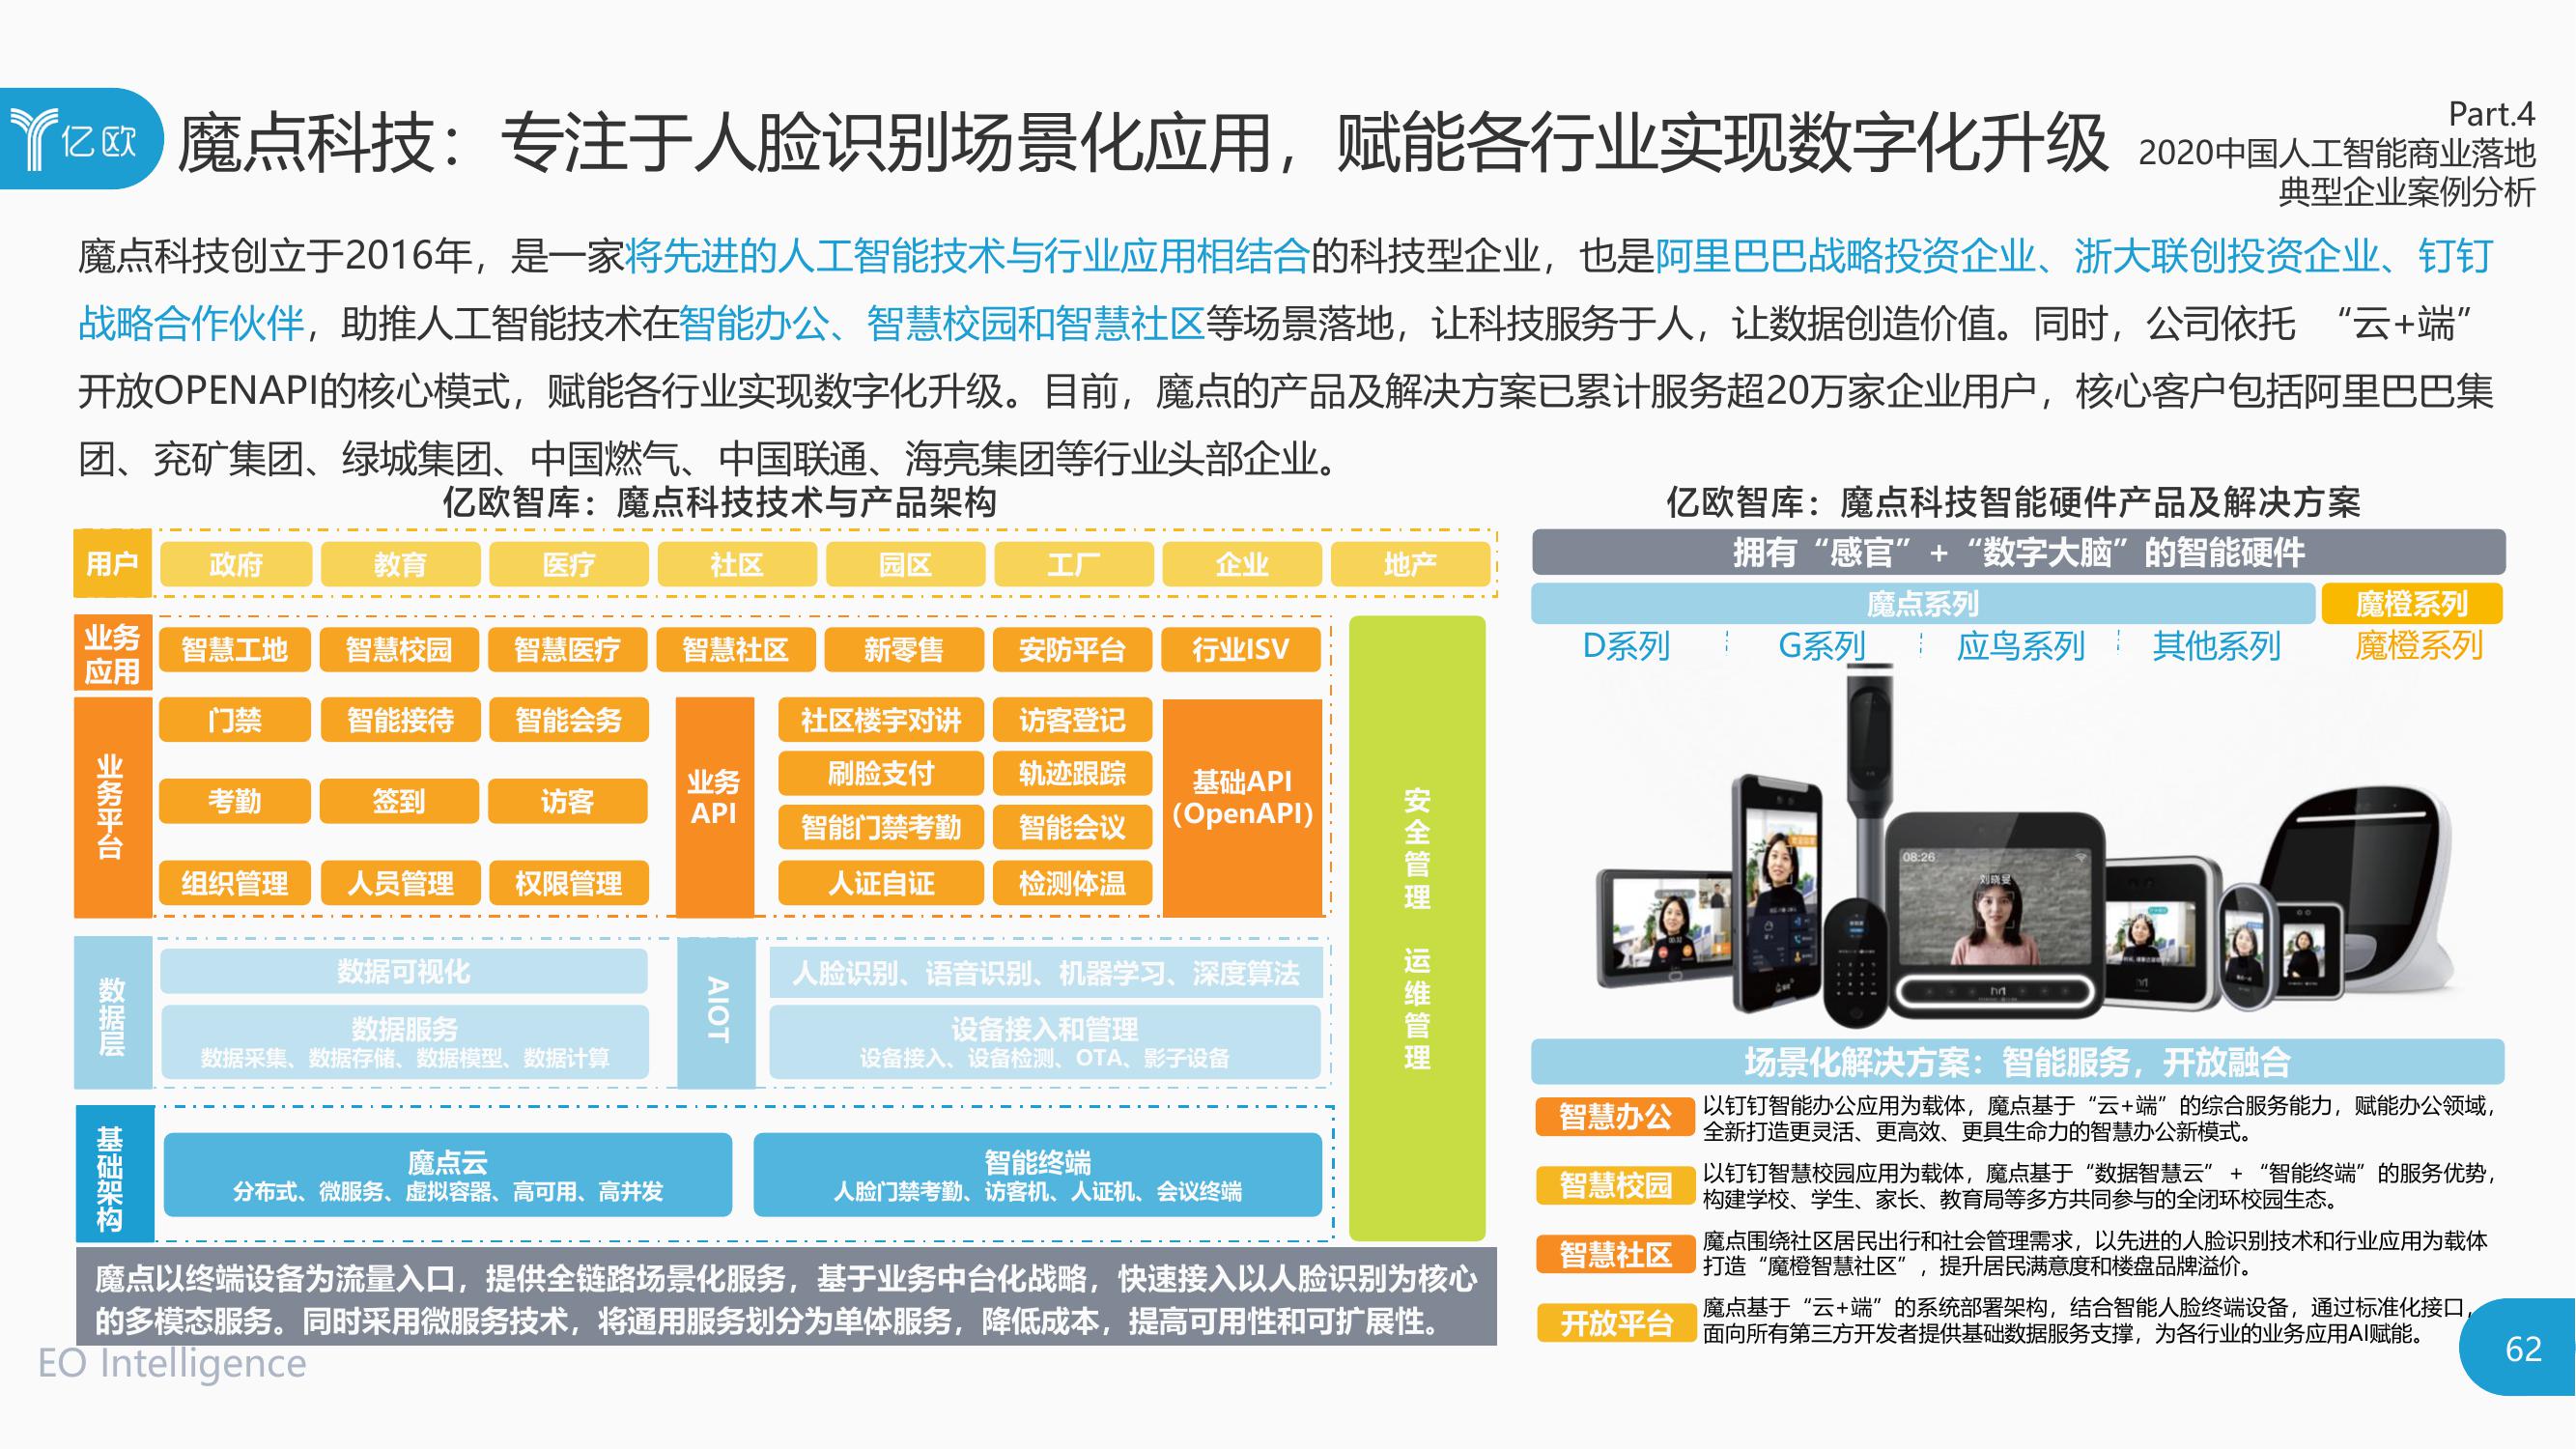 亿欧
魔点科技：专注于人脸识别场景化应用，赋能各行业实现数字化升级
Part.4
2020中国人工智能商业落地
典型企业案例分析
魔点科技创立于2016年，是一家将先进的人工智能技术与行业应用相结合的科技型企业，也是阿里巴巴战略投资企业、浙大联创投资企业、钉钉
战略合作伙伴，助推人工智能技术在智能办公、智慧校园和智慧社区等场景落地，让科技服务于人，让数据创造价值。同时，公司依托 “云+端”
开放OPENAPI的核心模式，赋能各行业实现数字化升级。目前，魔点的产品及解决方案已累计服务超20万家企业用户，核心客户包括阿里巴巴集
团、兖矿集团、绿城集团、中国燃气、中国联通、海亮集团等行业头部企业。
亿欧智库：魔点科技技术与产品架构
用户
政府
教育
医疗
社区
园区
工厂
企业
地产
业务
应用
智慧工地
智慧校园
智慧医疗
智慧社区
新零售
安防平台
行业ISV
业务平台
门禁
智能接待
智能会务
考勤
签到
访客
组织管理
人员管理
权限管理
业务
API
社区楼宇对讲
访客登记
刷脸支付
轨迹跟踪
智能门禁考勤
智能会议
人证自证
检测体温
基础API
（OpenAPI）
安全管理 运维管理
数据层
数据可视化
数据服务
数据采集、数据存储、数据模型、数据计算
AIOT
人脸识别、语音识别、机器学习、深度算法
设备接入和管理
设备接入、设备检测、OTA、影子设备
基础架构
魔点云
分布式、微服务、虚拟容器、高可用、高并发
智能终端
人脸门禁考勤、访客机、人证机、会议终端
魔点以终端设备为流量入口，提供全链路场景化服务，基于业务中台化战略，快速接入以人脸识别为核心
的多模态服务。同时采用微服务技术，将通用服务划分为单体服务，降低成本，提高可用性和可扩展性。
亿欧智库：魔点科技智能硬件产品及解决方案
拥有“感官”+“数字大脑”的智能硬件
魔点系列
魔橙系列
D系列
G系列
应鸟系列
其他系列
魔橙系列
08:26
刘晓旻
场景化解决方案：智能服务，开放融合
智慧办公
以钉钉智能办公应用为载体，魔点基于“云+端”的综合服务能力，赋能办公领域，
全新打造更灵活、更高效、更具生命力的智慧办公新模式。
智慧校园
以钉钉智慧校园应用为载体，魔点基于“数据智慧云” + “智能终端”的服务优势，
构建学校、学生、家长、教育局等多方共同参与的全闭环校园生态。
智慧社区
魔点围绕社区居民出行和社会管理需求，以先进的人脸识别技术和行业应用为载体
打造“魔橙智慧社区”，提升居民满意度和楼盘品牌溢价。
开放平台
魔点基于“云+端”的系统部署架构，结合智能人脸终端设备，通过标准化接口，
面向所有第三方开发者提供基础数据服务支撑，为各行业的业务应用AI赋能。
EO Intelligence
62